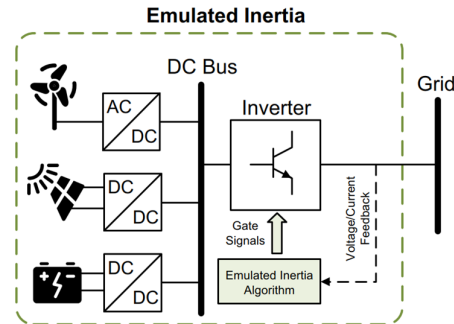 Emulated Inertia
DC Bus
Grid
AC
DC
Inverter
DC
DC
Gate
Signals
Voltage/Current
Feedback
DC
DC
Emulated Inertia
Algorithm